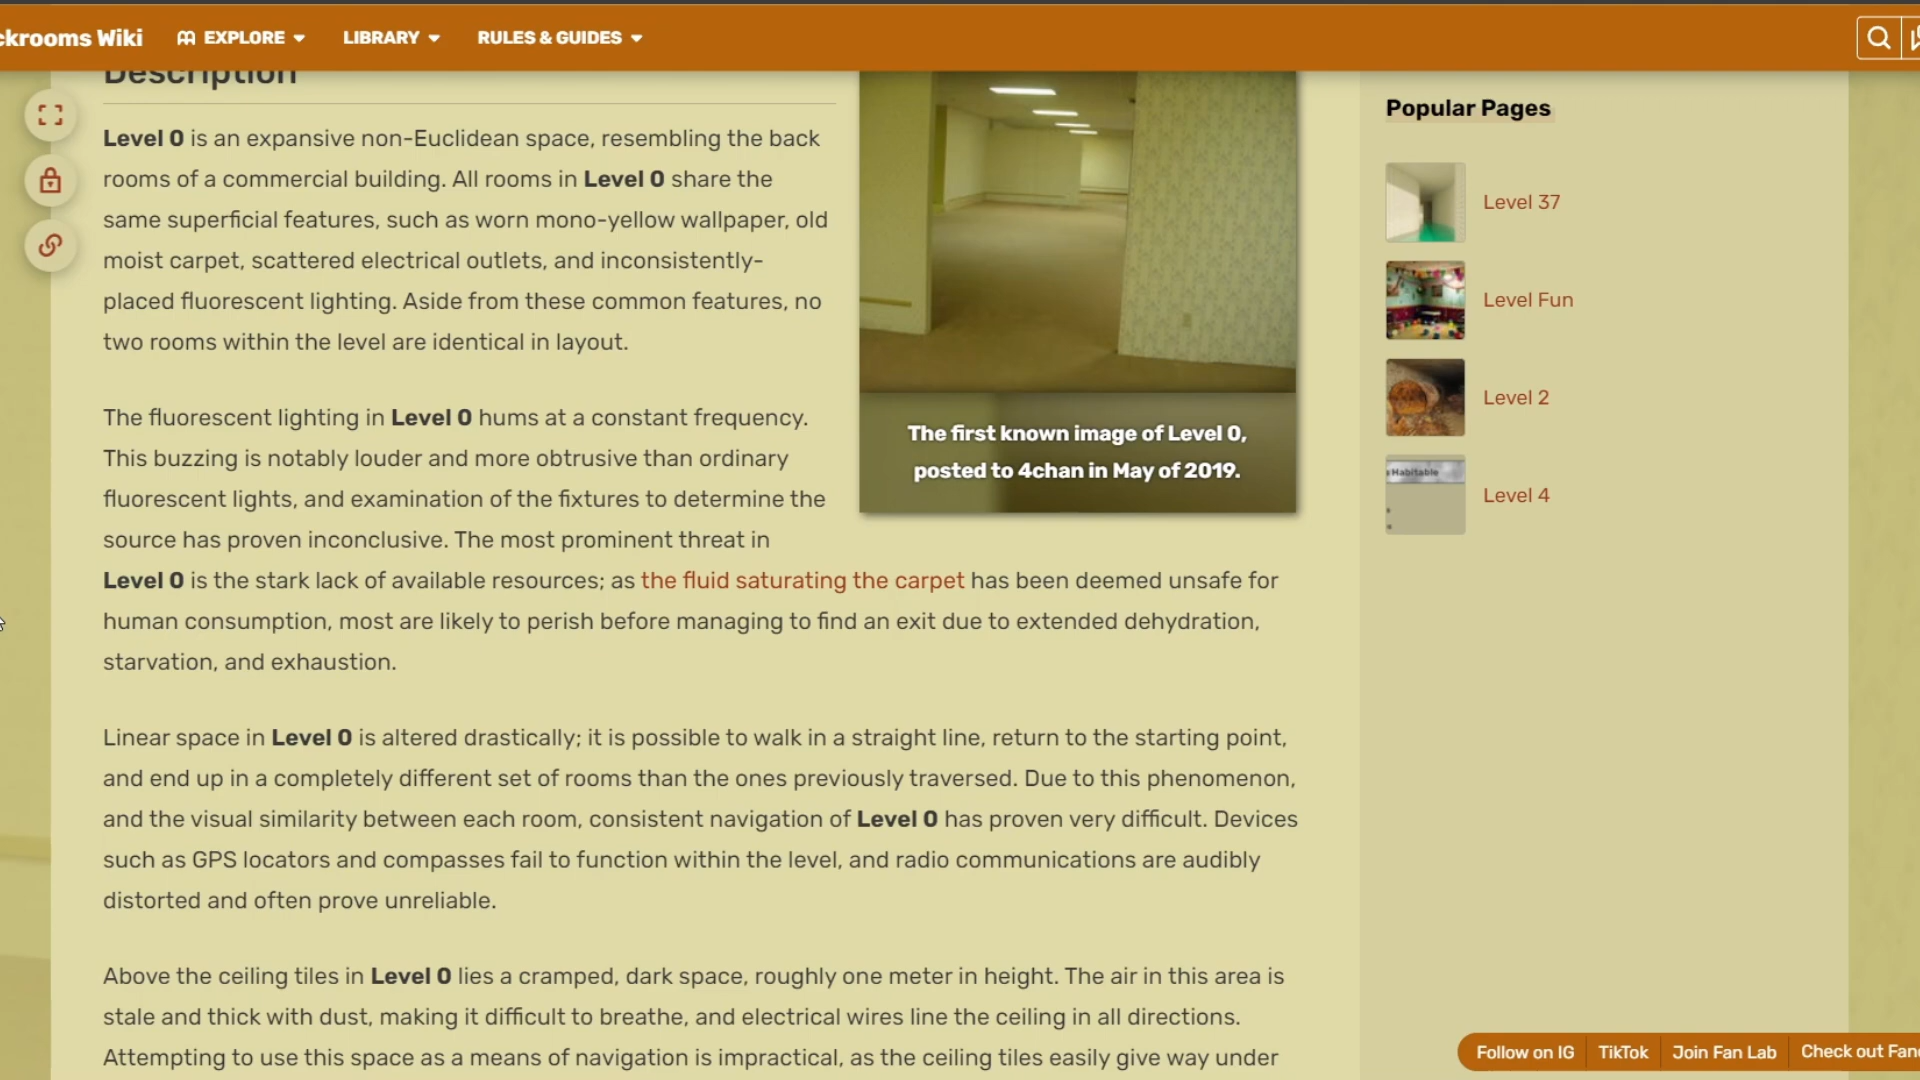 ckrooms Wiki
EXPLORE
LIBRARY
RULES & GUIDES
Description
Level 0 is an expansive non-Euclidean space, resembling the back
rooms of a commercial building. All rooms in Level 0 share the
same superficial features, such as worn mono-yellow wallpaper, old
moist carpet, scattered electrical outlets, and inconsistently-
placed fluorescent lighting. Aside from these common features, no
two rooms within the level are identical in layout.
The fluorescent lighting in Level 0 hums at a constant frequency.
This buzzing is notably louder and more obtrusive than ordinary
fluorescent lights, and examination of the fixtures to determine the
source has proven inconclusive. The most prominent threat in
Level 0 is the stark lack of available resources; as the fluid saturating the carpet has been deemed unsafe for
human consumption, most are likely to perish before managing to find an exit due to extended dehydration,
starvation, and exhaustion.
Linear space in Level 0 is altered drastically; it is possible to walk in a straight line, return to the starting point,
and end up in a completely different set of rooms than the ones previously traversed. Due to this phenomenon,
and the visual similarity between each room, consistent navigation of Level 0 has proven very difficult. Devices
such as GPS locators and compasses fail to function within the level, and radio communications are audibly
distorted and often prove unreliable.
Above the ceiling tiles in Level 0 lies a cramped, dark space, roughly one meter in height. The air in this area is
stale and thick with dust, making it difficult to breathe, and electrical wires line the ceiling in all directions.
Attempting to use this space as a means of navigation is impractical, as the ceiling tiles easily give way under
The first known image of Level 0,
posted to 4chan in May of 2019.
Popular Pages
Level 37
Level Fun
Level 2
Habitable
Level 4
Follow on IG
TikTok
Join Fan Lab
Check out Fan